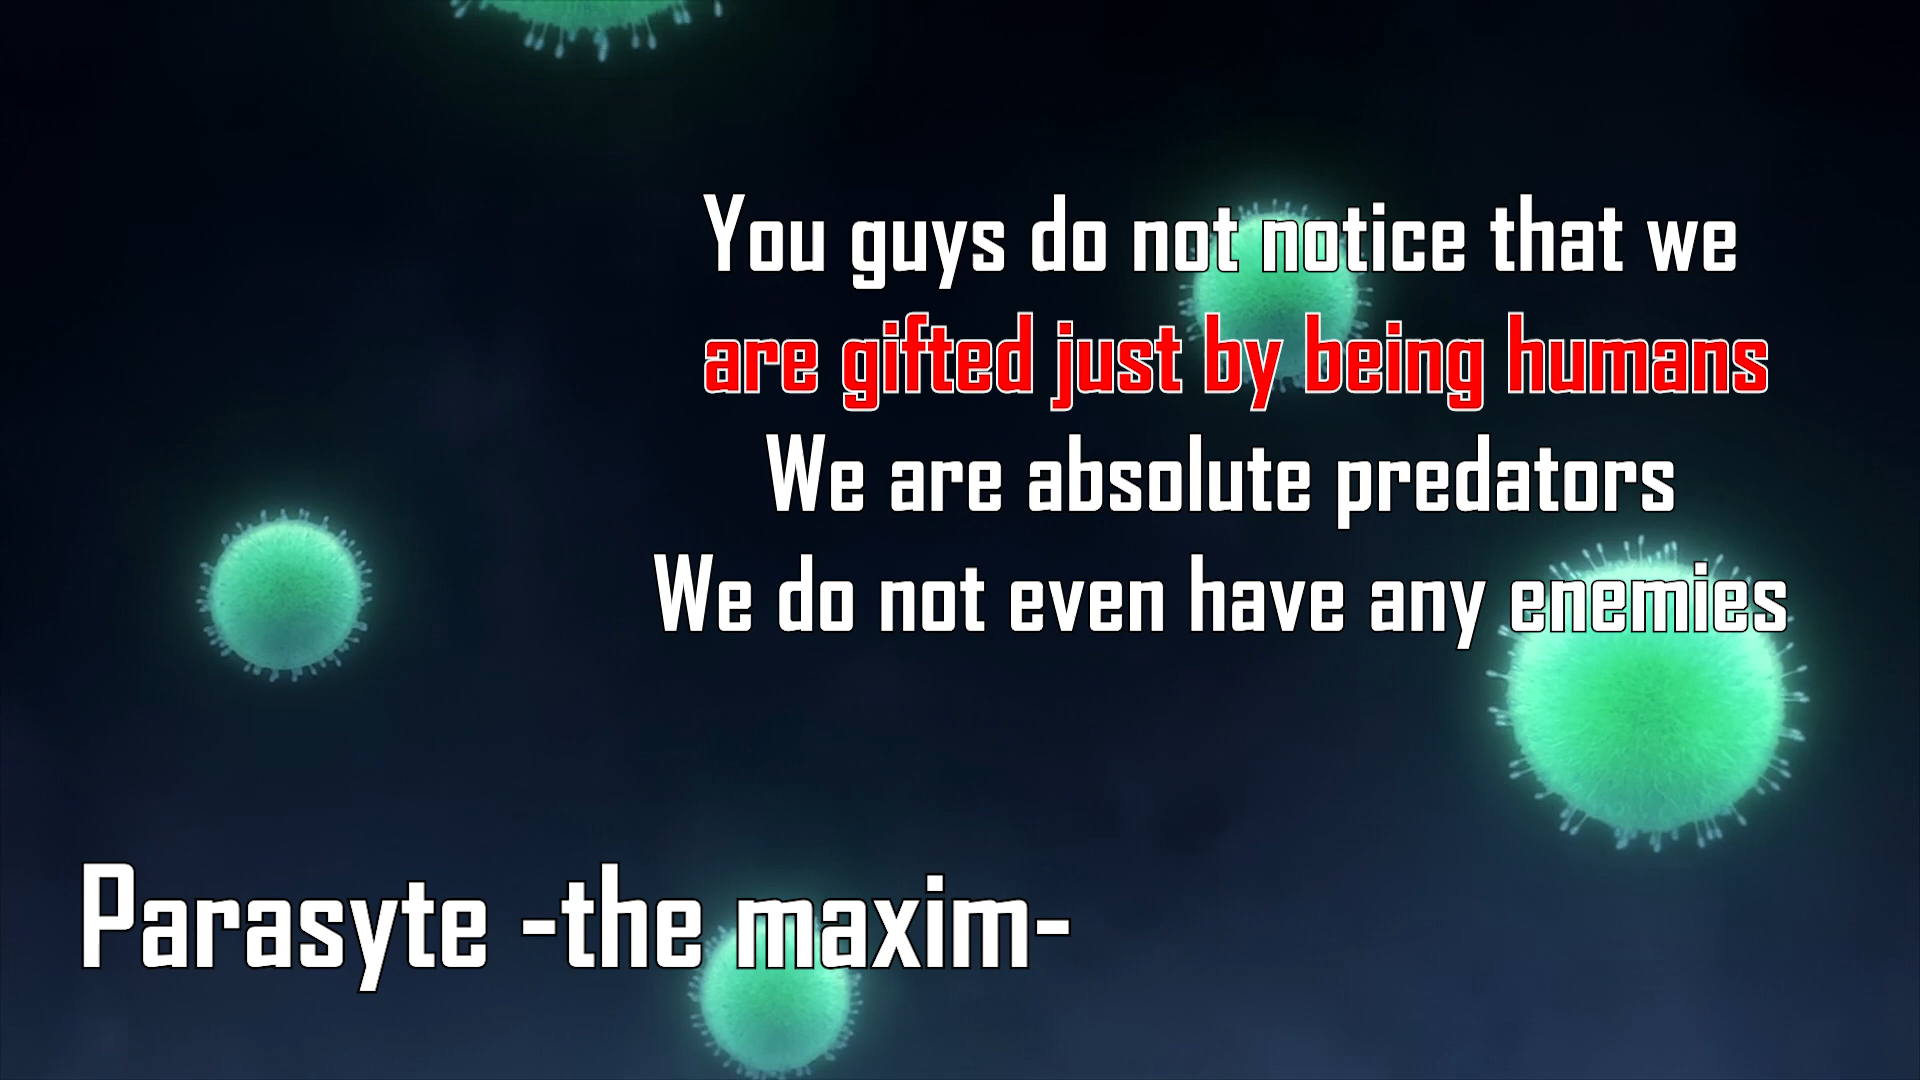 You guys do not notice that we
are gifted just by being humans
We are absolute predators
We do not even have any enemies
Parasyte -the maxim-